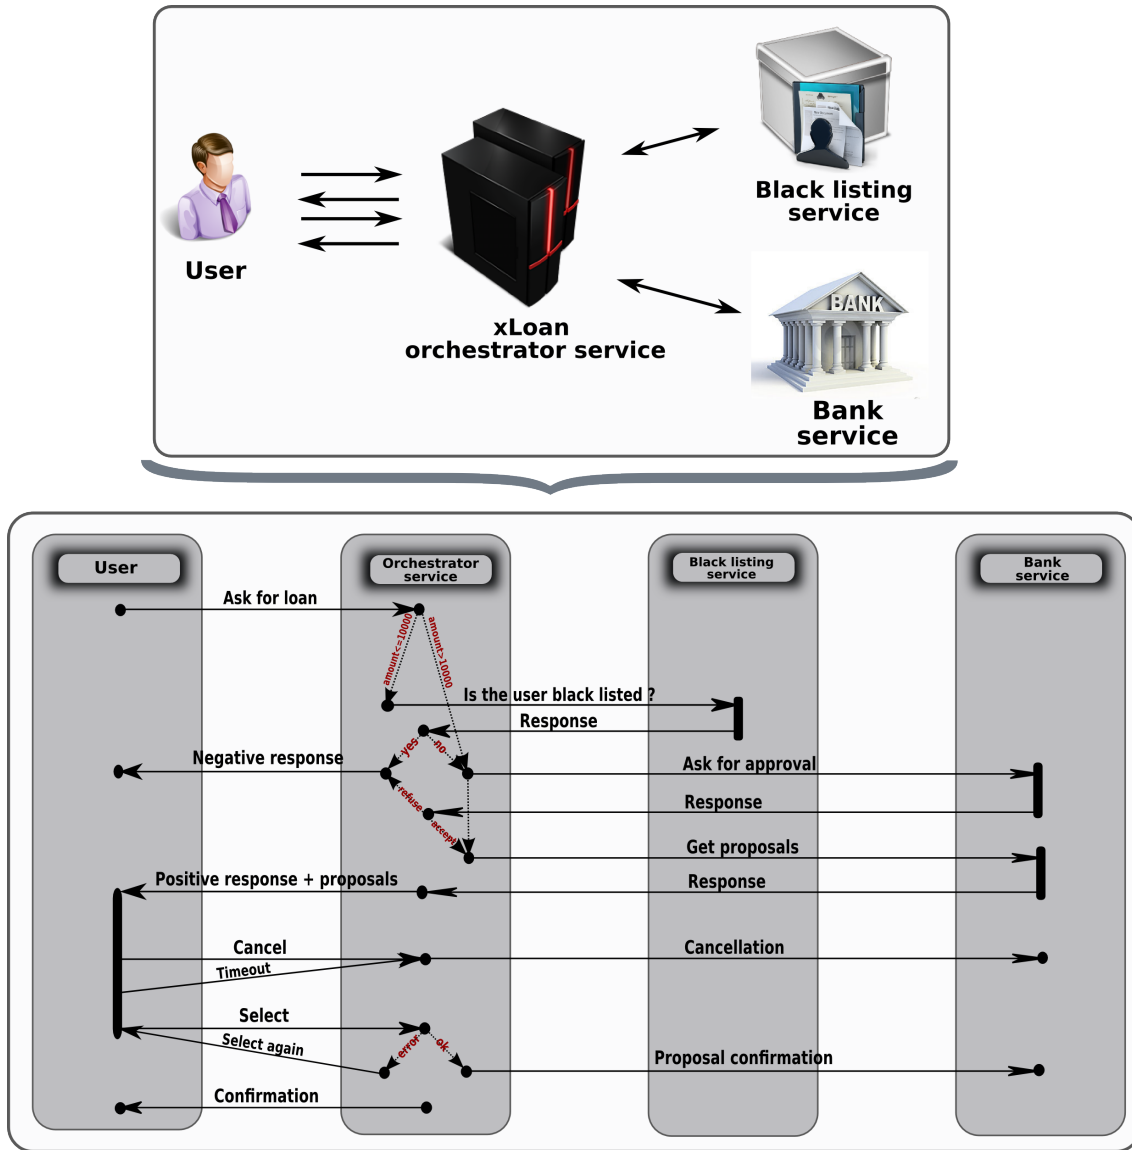 Black listing
service
User
BANK
xLoan
orchestrator service
Bank
service
User
Orchestrator
service
Black listing
service
Bank
service
Ask for loan
amount<=10000
amount>10000
Is the user black listed ?
Response
yes
no
Negative response
Ask for approval
refuse
Response
accept
Get proposals
Positive response + proposals
Response
Cancel
Cancellation
Timeout
Select
Select again
error
ok
Proposal confirmation
Confirmation